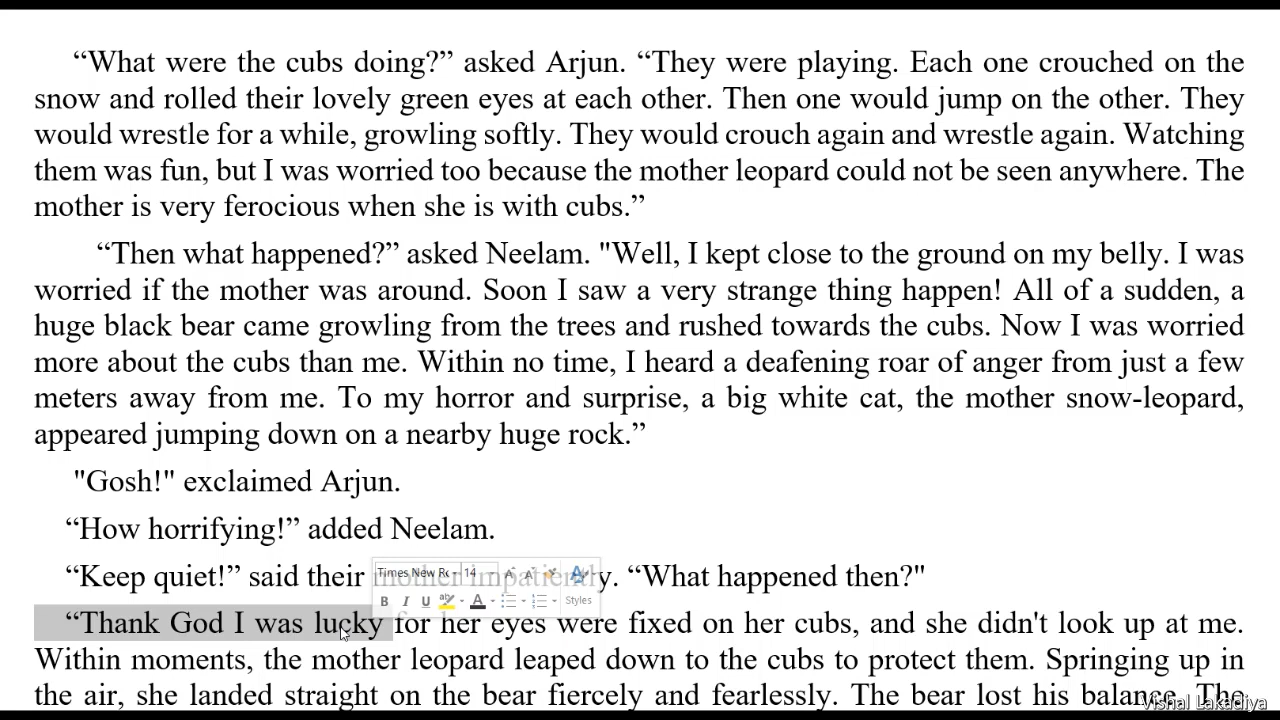 “What were the cubs doing?” asked Arjun. “They were playing. Each one crouched on the
snow and rolled their lovely green eyes at each other. Then one would jump on the other. They
would wrestle for a while, growling softly. They would crouch again and wrestle again. Watching
them was fun, but I was worried too because the mother leopard could not be seen anywhere. The
mother is very ferocious when she is with cubs.”
“Then what happened?” asked Neelam. "Well, I kept close to the ground on my belly. I was
worried if the mother was around. Soon I saw a very strange thing happen! All of a sudden, a
huge black bear came growling from the trees and rushed towards the cubs. Now I was worried
more about the cubs than me. Within no time, I heard a deafening roar of anger from just a few
meters away from me. To my horror and surprise, a big white cat, the mother snow-leopard,
appeared jumping down on a nearby huge rock.”
"Gosh!" exclaimed Arjun.
“How horrifying!” added Neelam.
“Keep quiet!” said their mother impatiently. “What happened then?"
Times New Rc 14
B I U ab A Styles
“Thank God I was lucky for her eyes were fixed on her cubs, and she didn't look up at me.
Within moments, the mother leopard leaped down to the cubs to protect them. Springing up in
the air, she landed straight on the bear fiercely and fearlessly. The bear lost his balance. The
Vishal Lakadiya